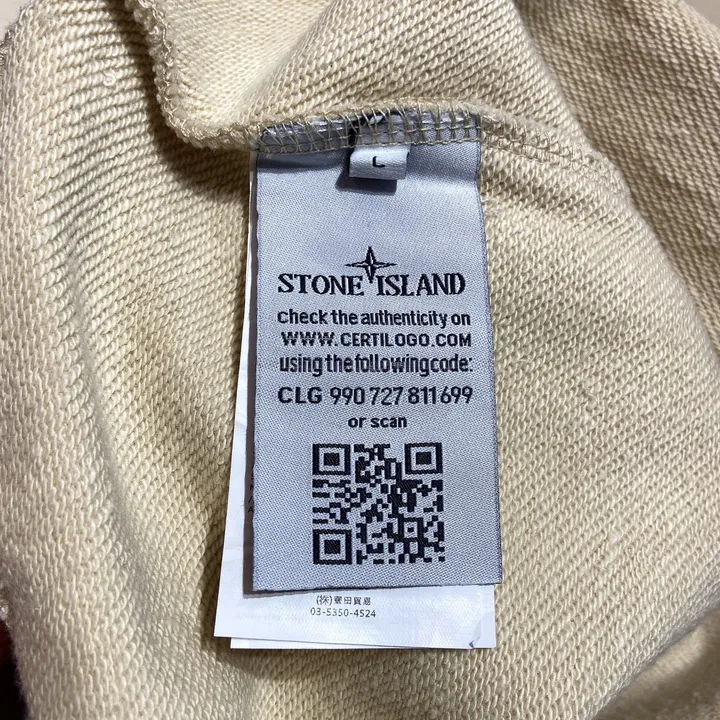 L
STONE ISLAND
check the authenticity on
WWW.CERTILOGO.COM
using the following code:
CLG 990 727 811 699
or scan
03-5350-4524